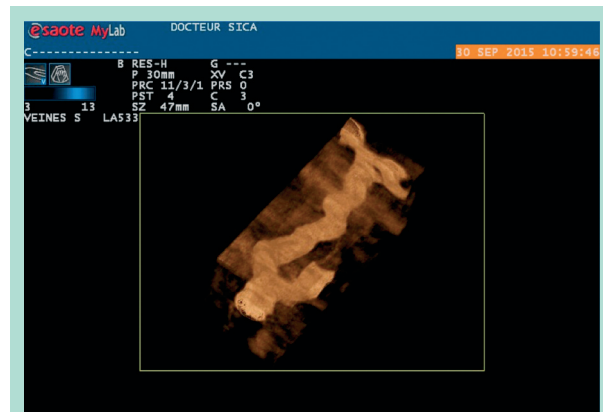 esaote MyLab DOCTEUR SICA
C---------------
30 SEP 2015 10:59:46
B RES-H G ---
P 30mm XV C3
PRC 11/3/1 PRS 0
PST 4 C 3
3 13 SZ 47mm SA 0°
VEINES S LA533